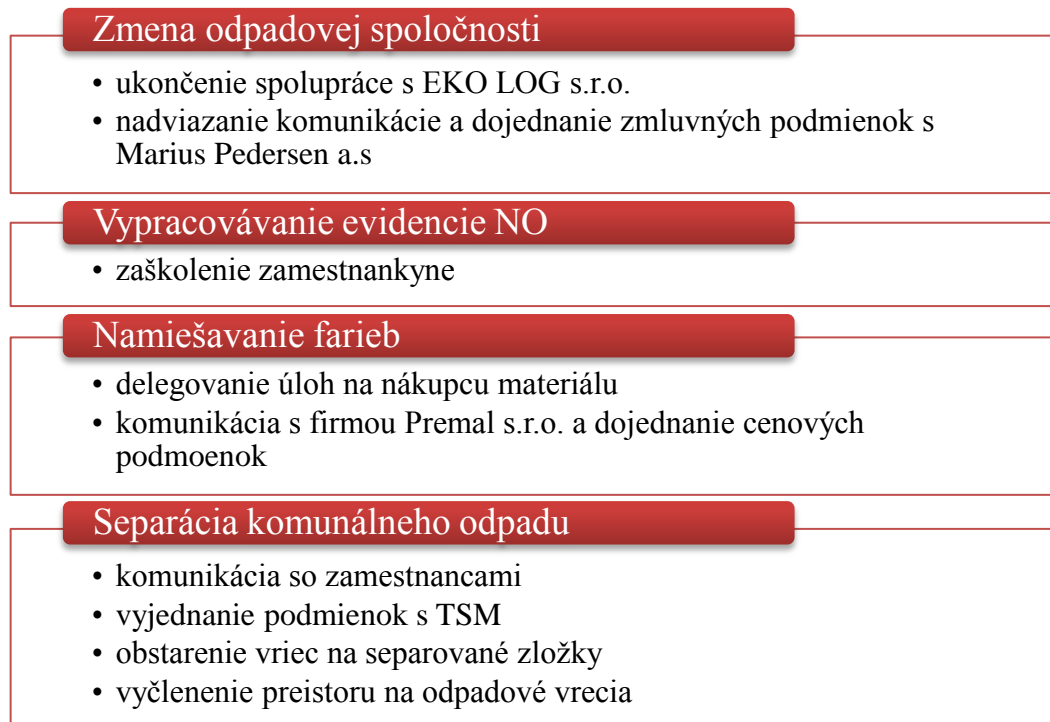 Zmena odpadovej spoločnosti
• ukončenie spolupráce s EKO LOG s.r.o.
• nadviazanie komunikácie a dojednanie zmluvných podmienok s
Marius Pedersen a.s
Vypracovávanie evidencie NO
• zaškolenie zamestnankyne
Namiešavanie farieb
• delegovanie úloh na nákupcu materiálu
• komunikácia s firmou Premal s.r.o. a dojednanie cenových
podmoenok
Separácia komunálneho odpadu
• komunikácia so zamestnancami
• vyjednanie podmienok s TSM
• obstarenie vriec na separované zložky
• vyčlenenie preistoru na odpadové vrecia